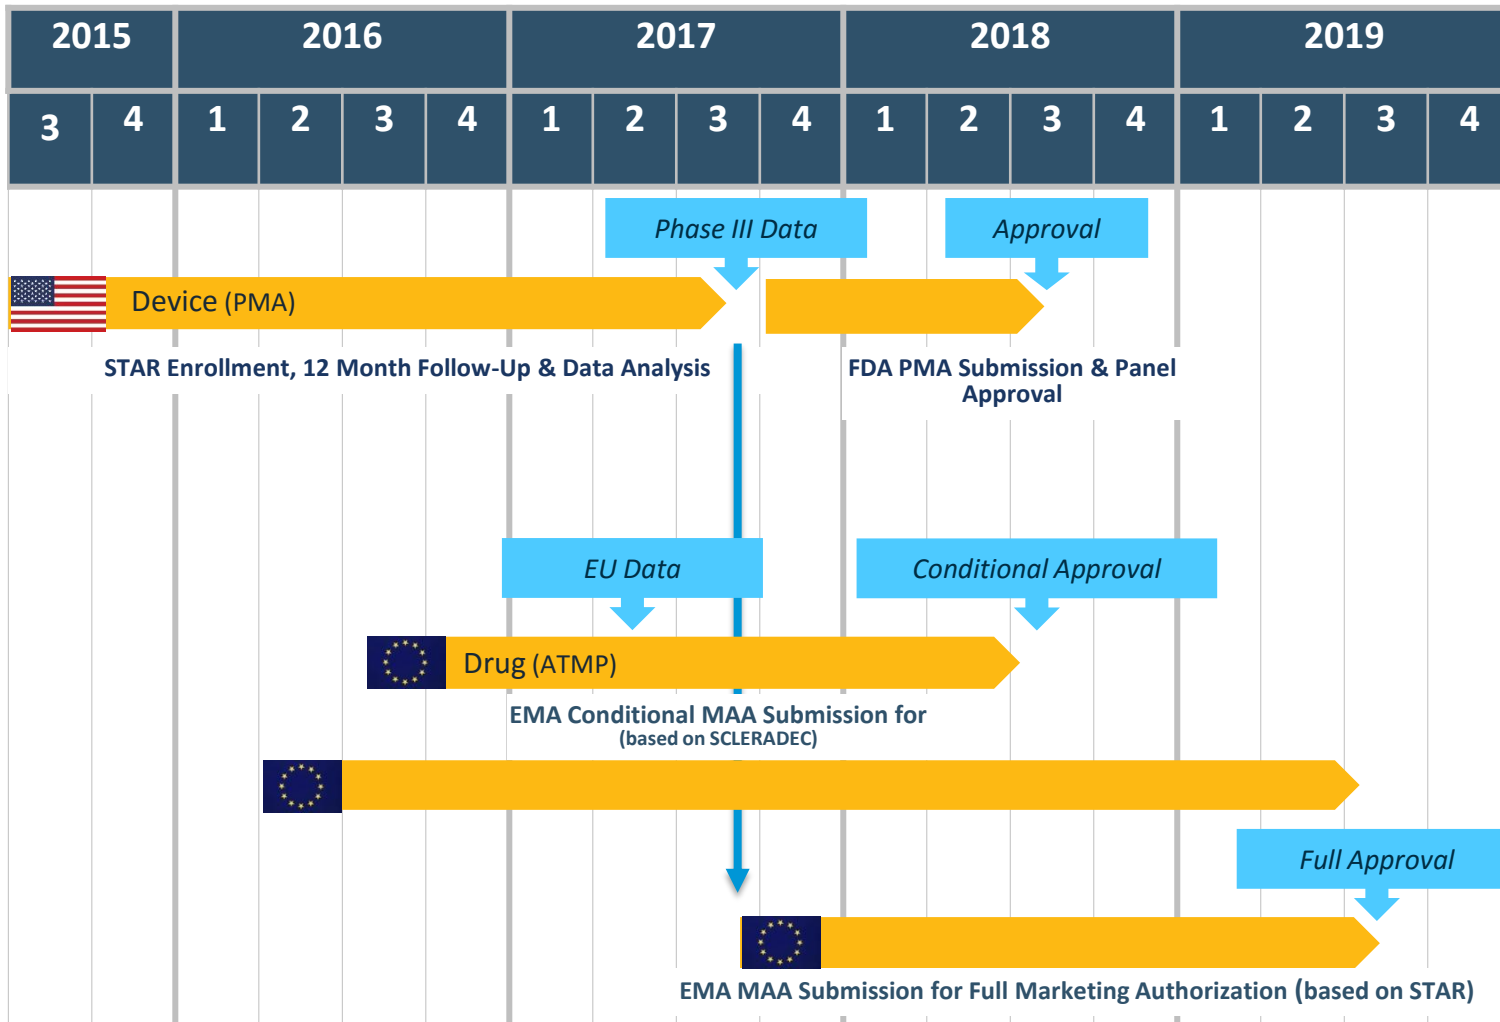 2015 2016 2017 2018 2019
3 4 1 2 3 4 1 2 3 4 1 2 3 4 1 2 3 4
Phase III Data
Approval
Device (PMA)
STAR Enrollment, 12 Month Follow-Up & Data Analysis
FDA PMA Submission & Panel
Approval
EU Data
Conditional Approval
Drug (ATMP)
EMA Conditional MAA Submission for
(based on SCLERADEC)
Full Approval
EMA MAA Submission for Full Marketing Authorization (based on STAR)